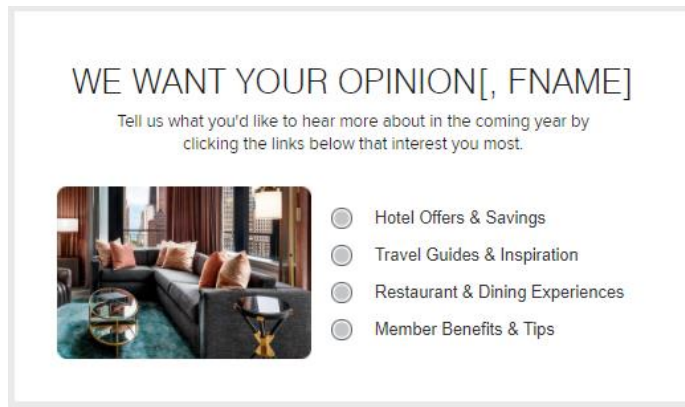 WE WANT YOUR OPINION[, FNAME]
Tell us what you'd like to hear more about in the coming year by
clicking the links below that interest you most.
Hotel Offers & Savings
Travel Guides & Inspiration
Restaurant & Dining Experiences
Member Benefits & Tips